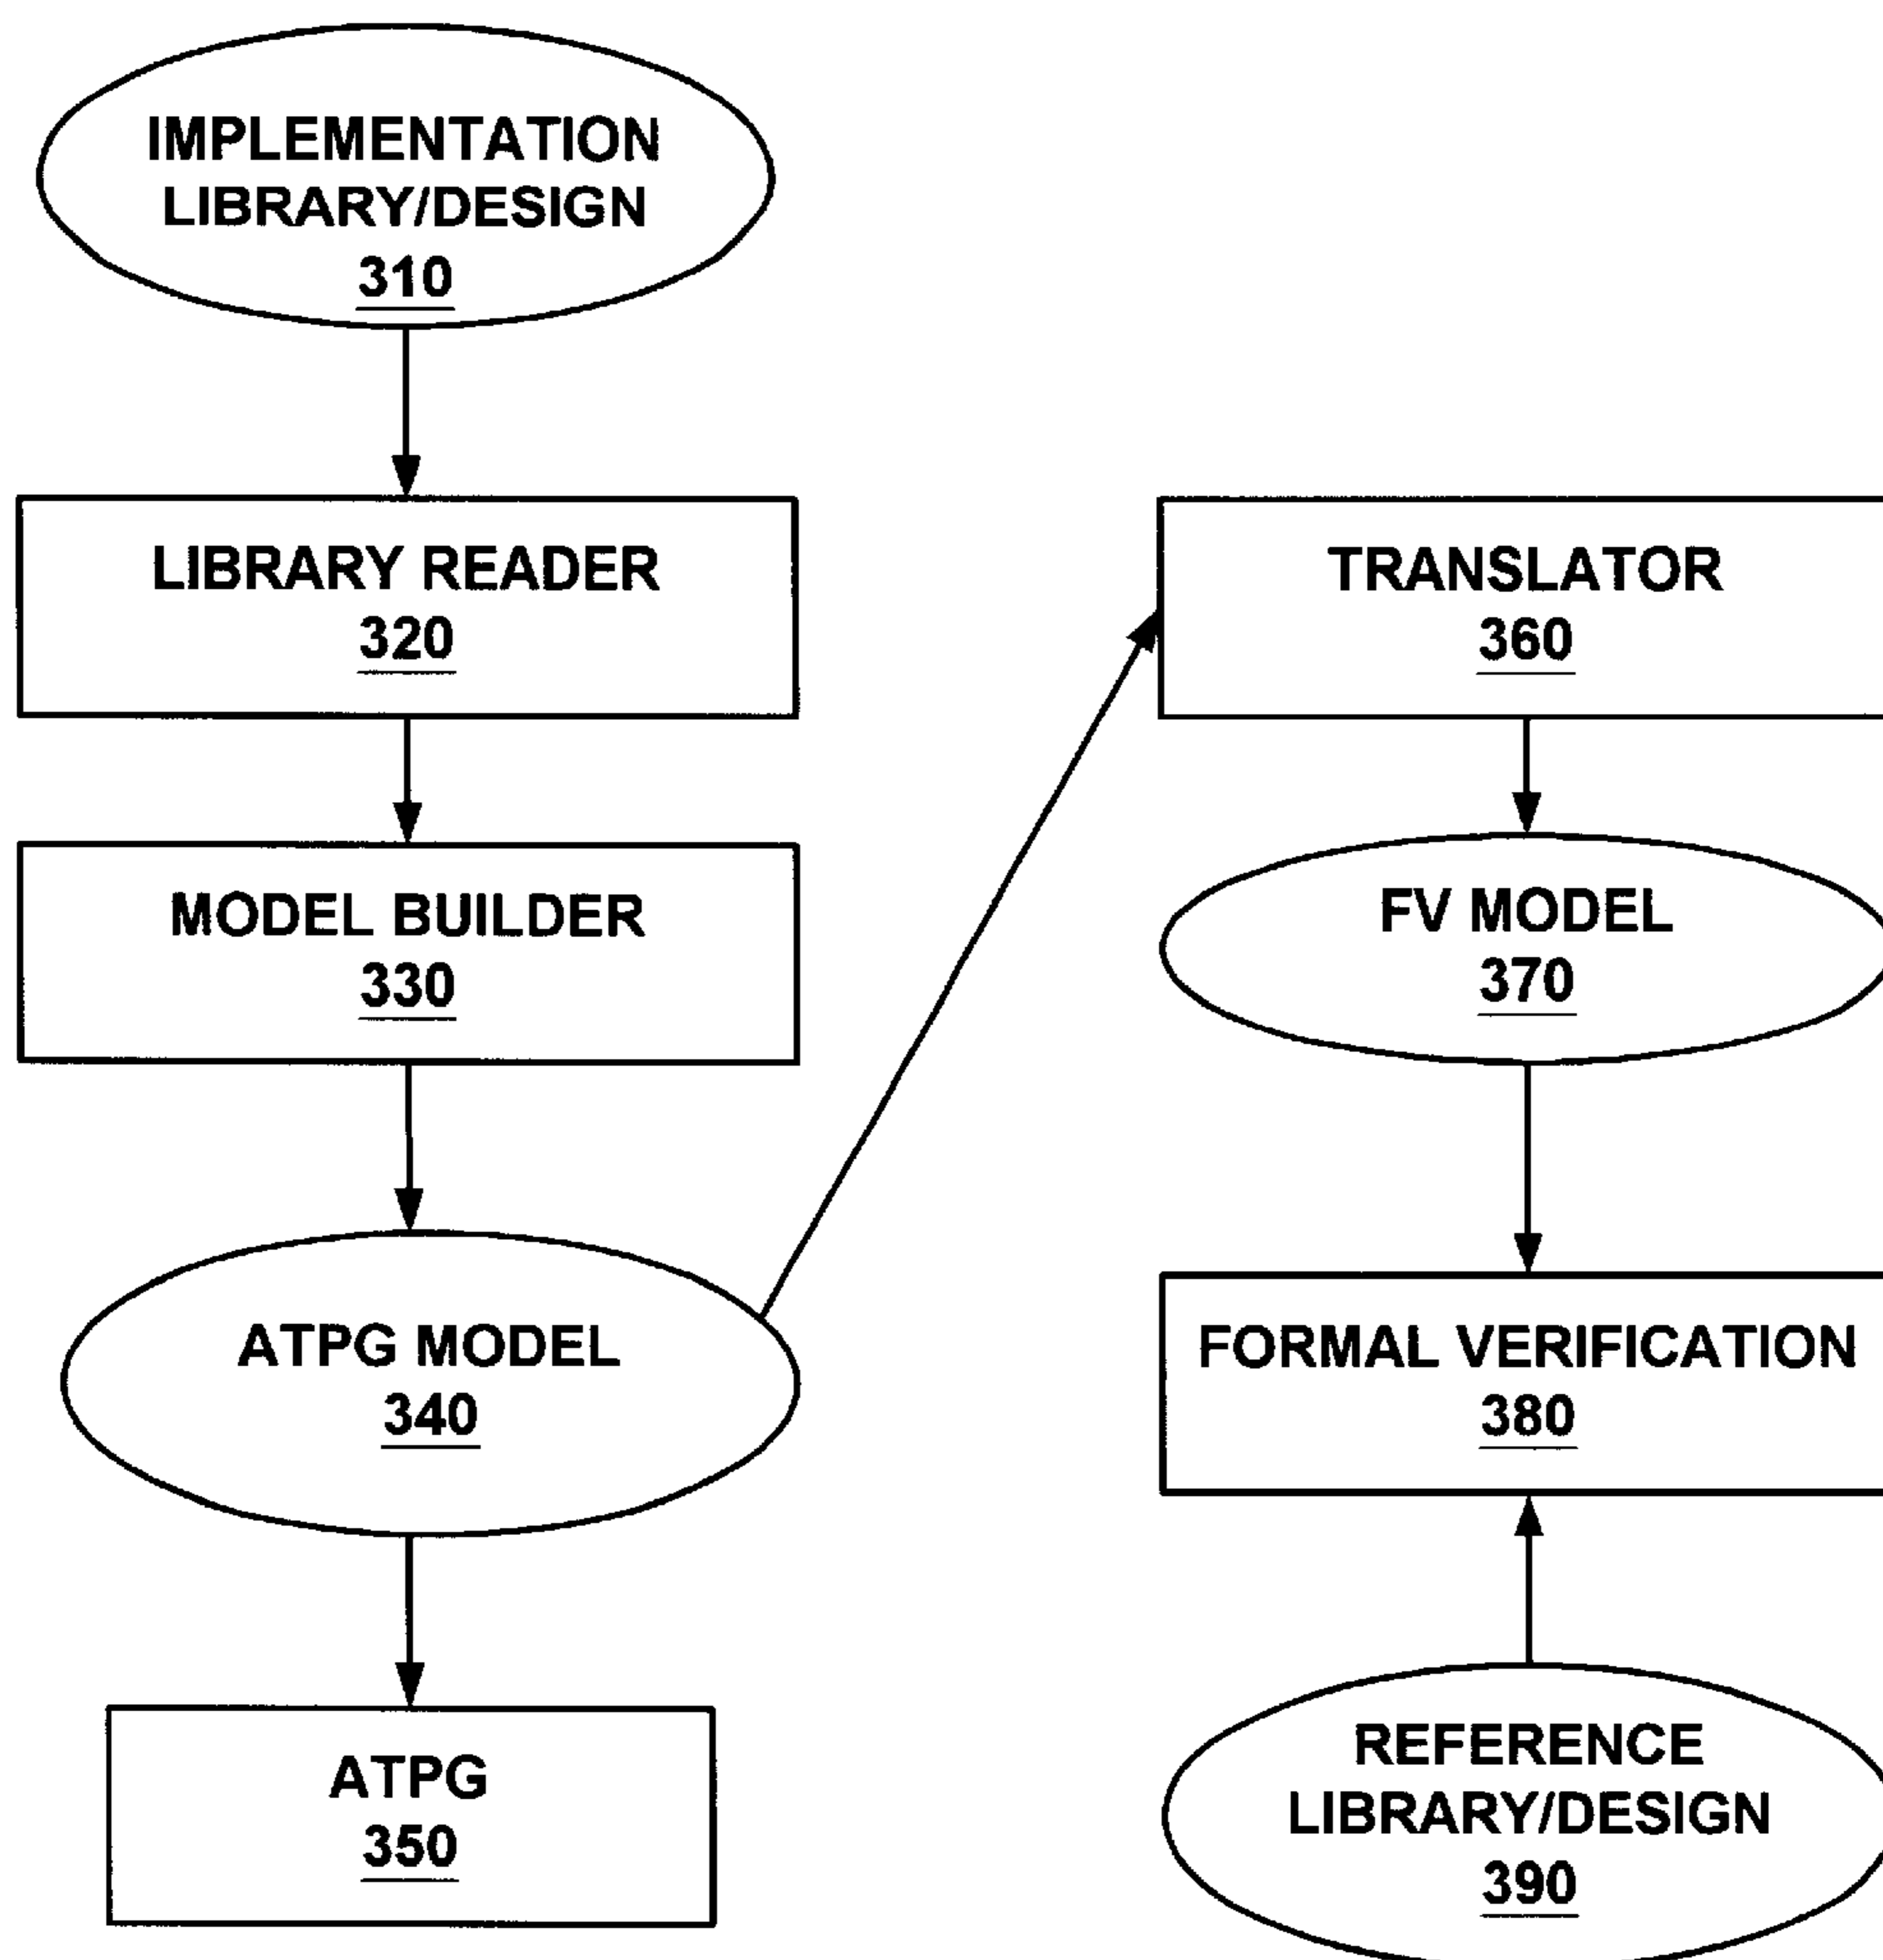 IMPLEMENTATION
LIBRARY/DESIGN
310
LIBRARY READER
320
MODEL BUILDER
330
ATPG MODEL
340
ATPG
350
TRANSLATOR
360
FV MODEL
370
FORMAL VERIFICATION
380
REFERENCE
LIBRARY/DESIGN
390